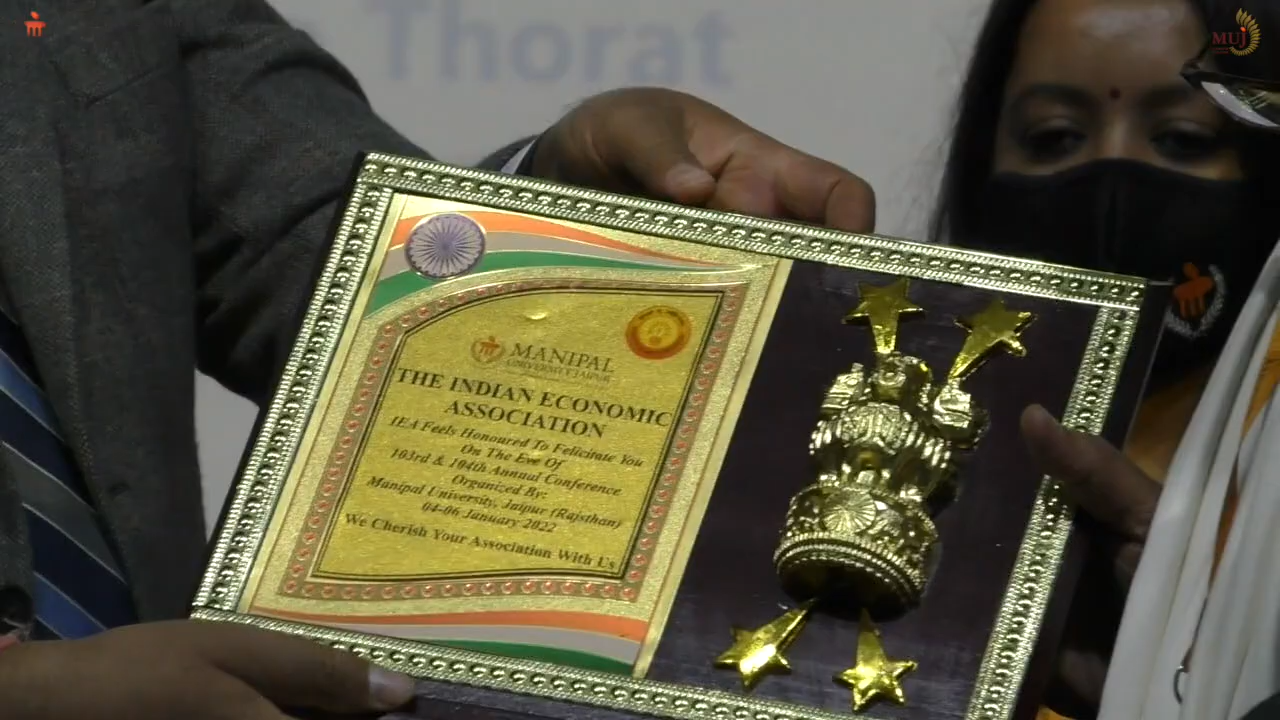 Thorat
MUJ
MANIPAL
UNIVERSITY JAIPUR
THE INDIAN ECONOMIC
ASSOCIATION
IEA Feels Honoured To Felicitate You
On The Eve Of
103rd & 104th Annual Conference
Organized By:
Manipal University, Jaipur (Rajsthan)
04-06 January 2022
We Cherish Your Association With Us